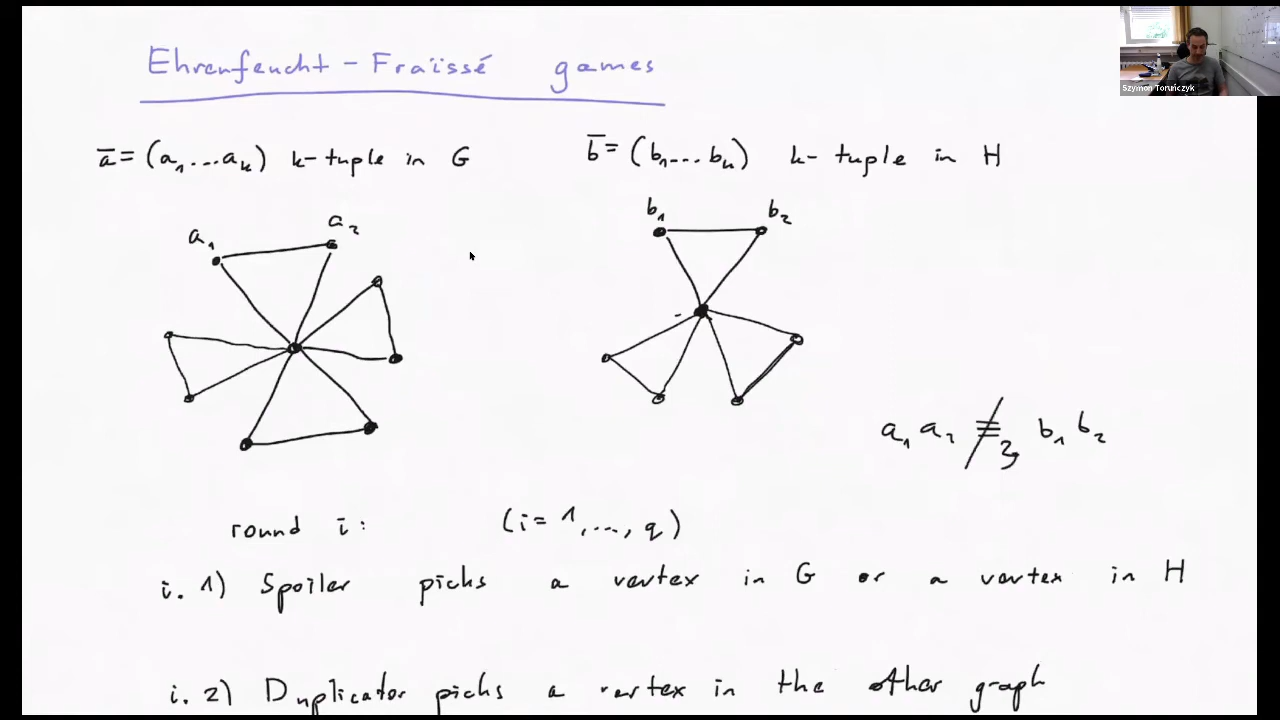 Ehrenfeucht - Fraïssé games
Szymon Toruńczyk
ā = (a₁ ... aₖ) k-tuple in G
b̄ = (b₁ ... bₖ) k-tuple in H
a₁
a₂
b₁
b₂
a₁ a₂ ≢₃ b₁ b₂
round i: (i = 1, ..., q)
i. 1) Spoiler picks a vertex in G or a vertex in H
i. 2) Duplicator picks a vertex in the other graph